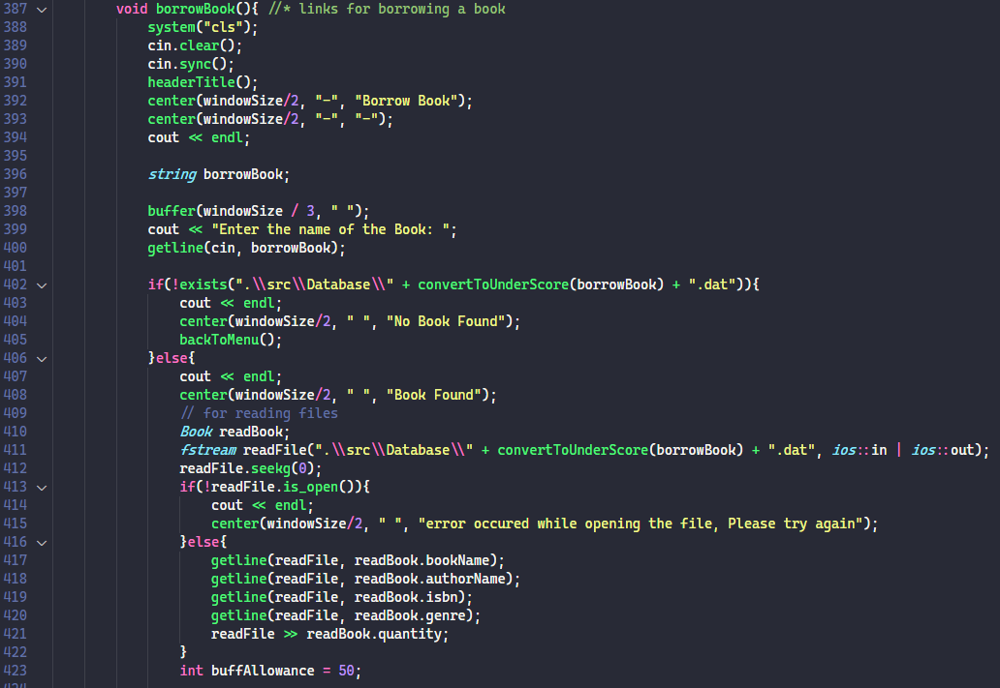 387 void borrowBook(){ //* links for borrowing a book
388 system("cls");
389 cin.clear();
390 cin.sync();
391 headerTitle();
392 center(windowSize/2, "-", "Borrow Book");
393 center(windowSize/2, "-", "-");
394 cout << endl;
395
396 string borrowBook;
397
398 buffer(windowSize / 3, " ");
399 cout << "Enter the name of the Book: ";
400 getline(cin, borrowBook);
401
402 if(!exists(".\\src\\Database\\" + convertToUnderScore(borrowBook) + ".dat")){
403 cout << endl;
404 center(windowSize/2, " ", "No Book Found");
405 backToMenu();
406 }else{
407 cout << endl;
408 center(windowSize/2, " ", "Book Found");
409 // for reading files
410 Book readBook;
411 fstream readFile(".\\src\\Database\\" + convertToUnderScore(borrowBook) + ".dat", ios::in | ios::out);
412 readFile.seekg(0);
413 if(!readFile.is_open()){
414 cout << endl;
415 center(windowSize/2, " ", "error occured while opening the file, Please try again");
416 }else{
417 getline(readFile, readBook.bookName);
418 getline(readFile, readBook.authorName);
419 getline(readFile, readBook.isbn);
420 getline(readFile, readBook.genre);
421 readFile >> readBook.quantity;
422 }
423 int buffAllowance = 50;